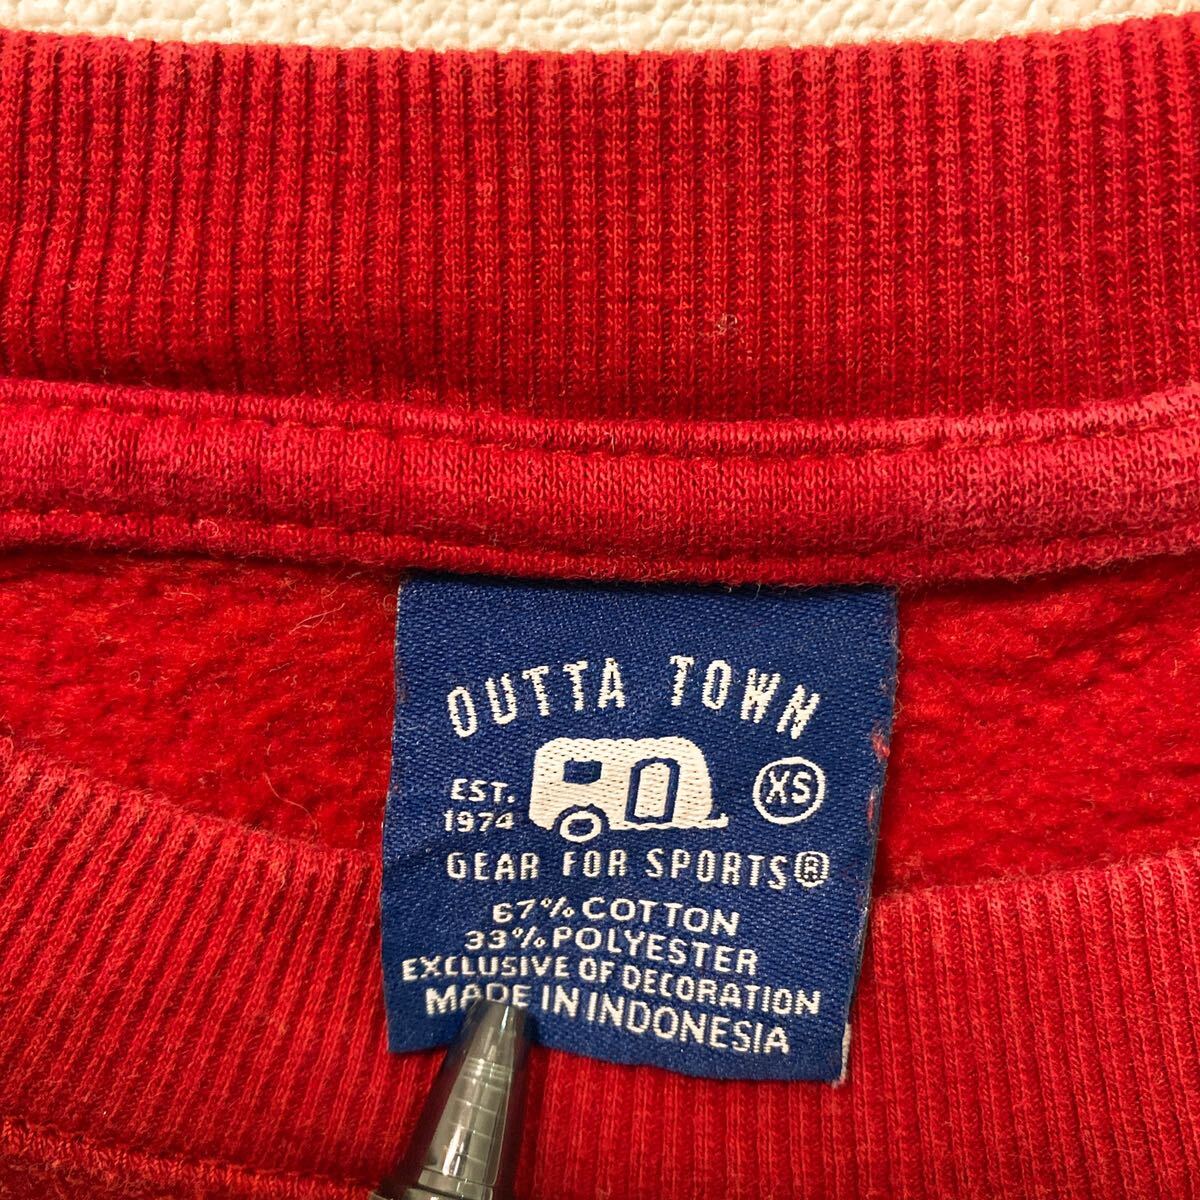 OUTTA TOWN
EST.
1974
XS
GEAR FOR SPORTS®
67% COTTON
33% POLYESTER
EXCLUSIVE OF DECORATION
MADE IN INDONESIA